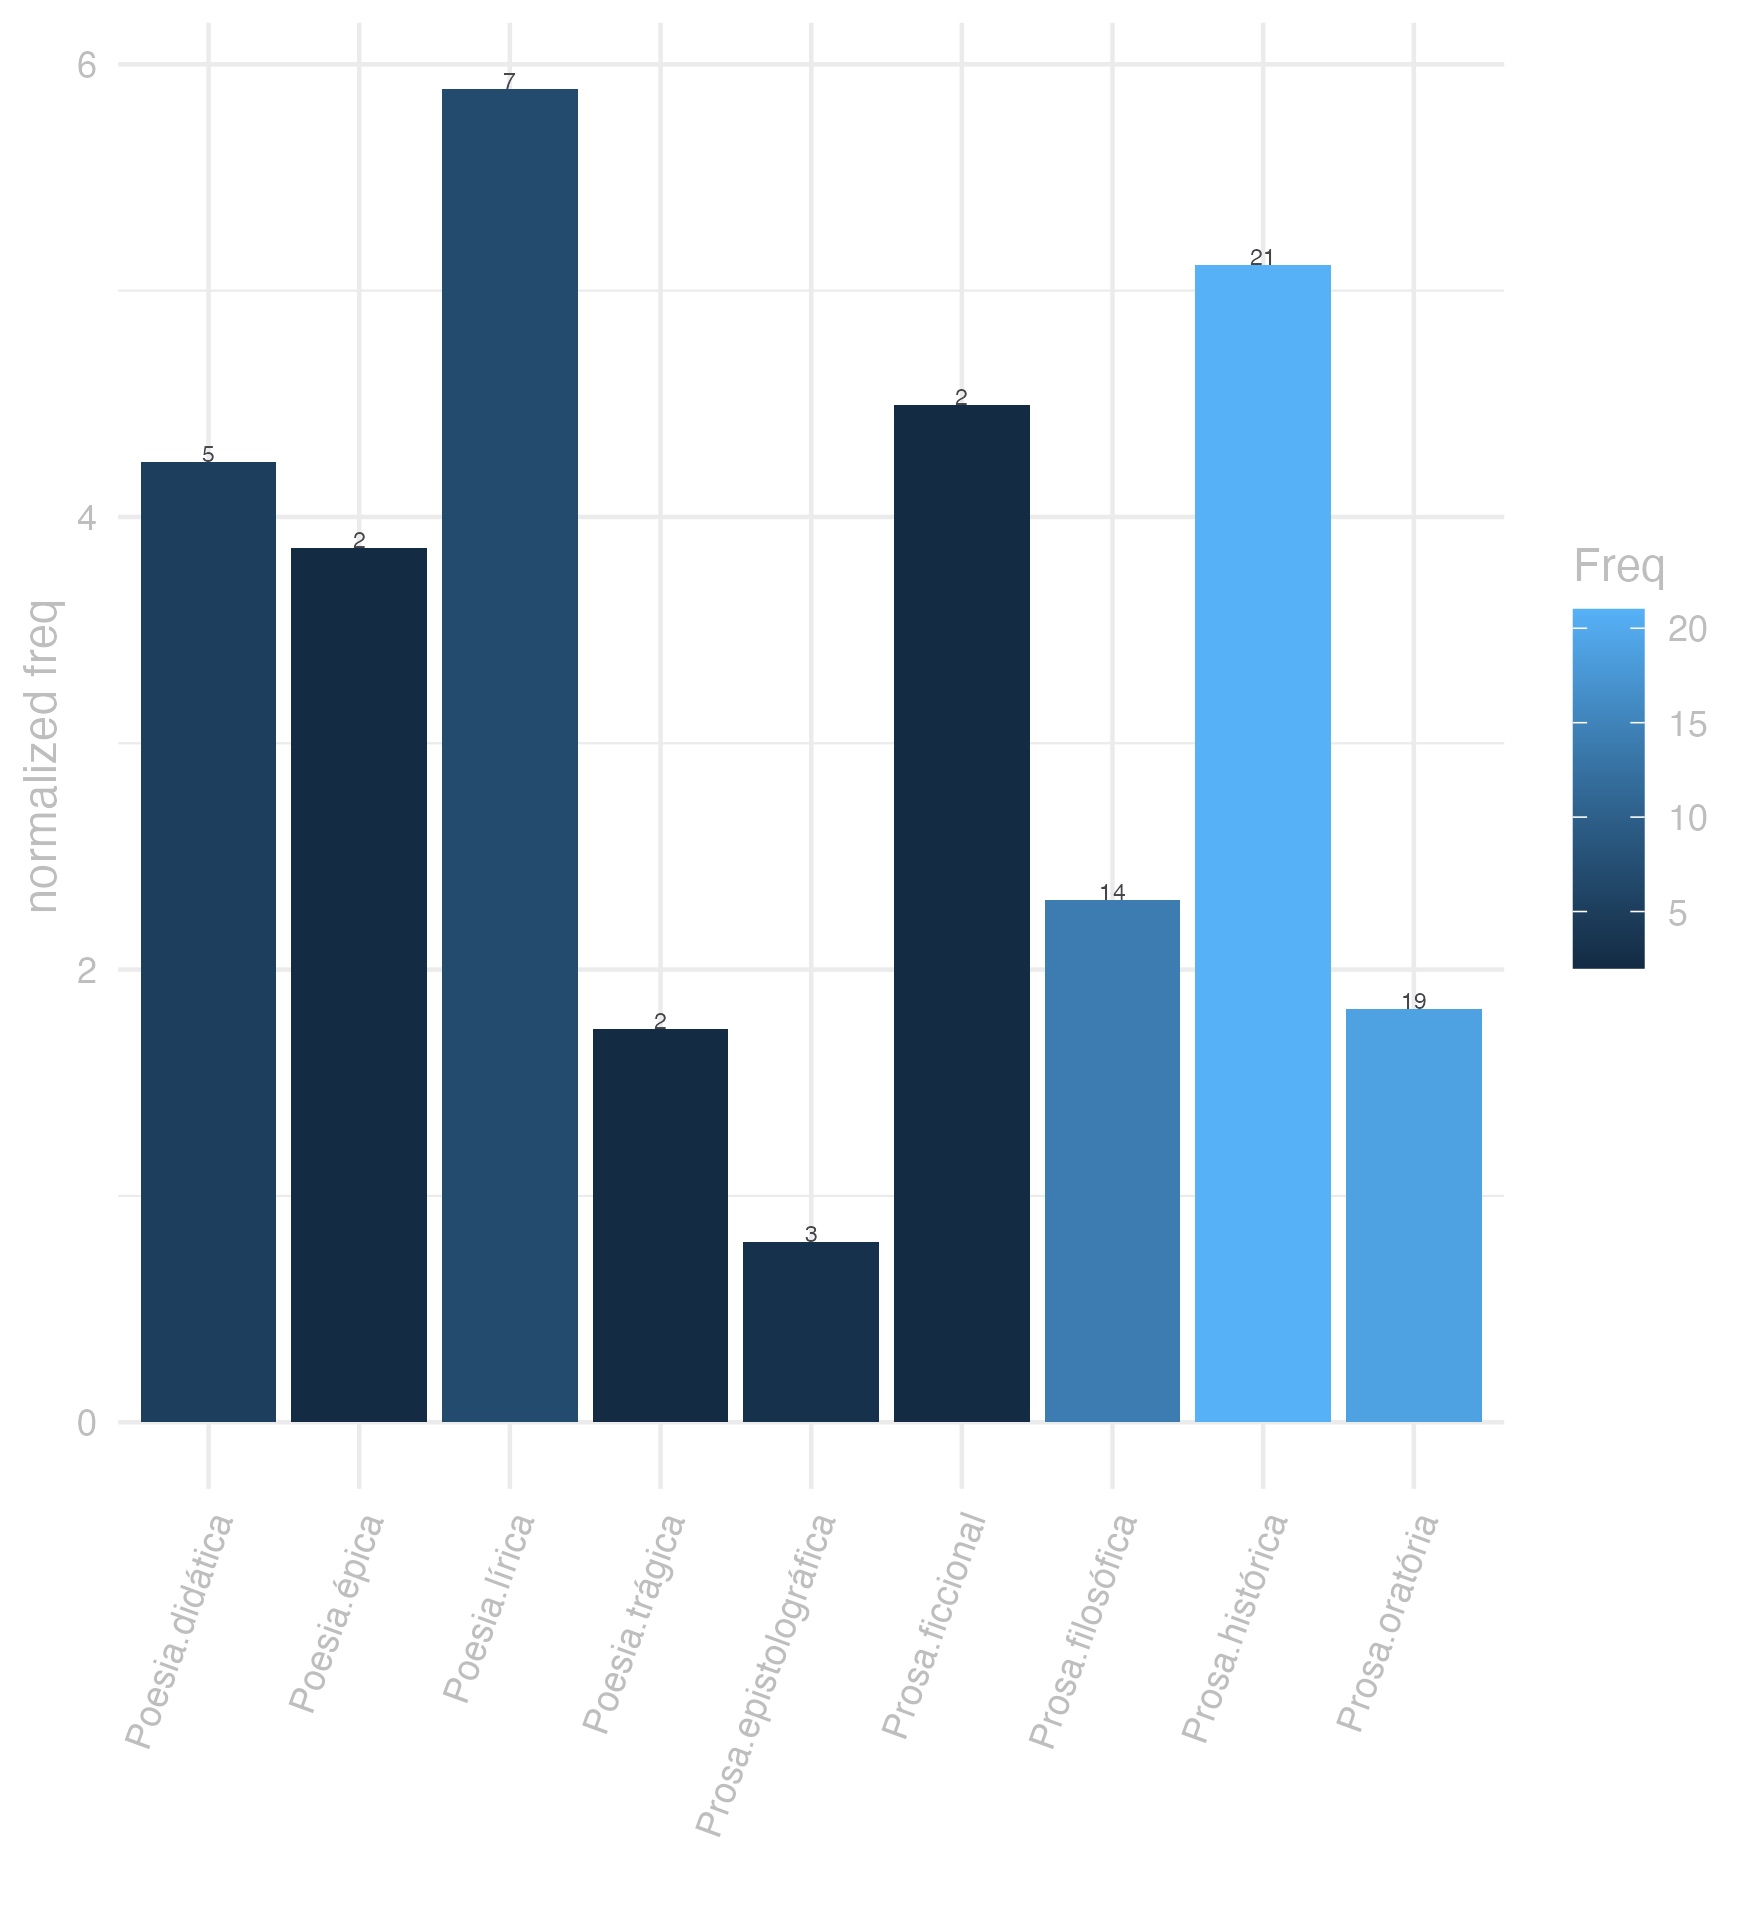 normalized freq
6
4
2
0
5
2
7
2
3
2
14
21
19
Poesia.didática
Poesia.épica
Poesia.lírica
Poesia.trágica
Prosa.epistolográfica
Prosa.ficcional
Prosa.filosófica
Prosa.histórica
Prosa.oratória
Freq
20
15
10
5